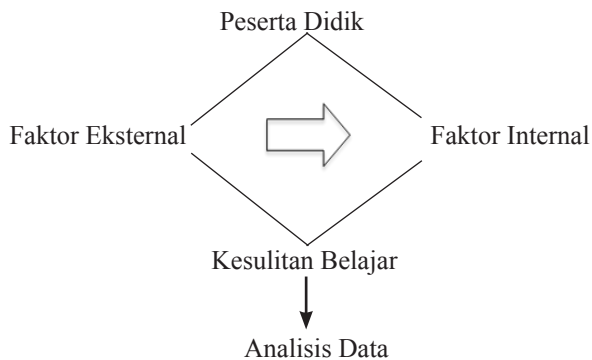 Peserta Didik
Faktor Eksternal
Faktor Internal
Kesulitan Belajar
Analisis Data